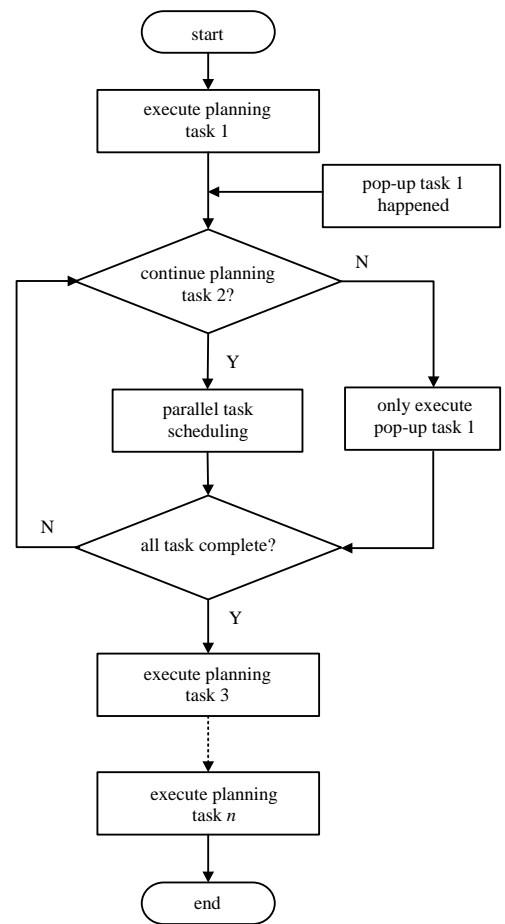 start
execute planning
task 1
pop-up task 1
happened
continue planning
task 2?
N
Y
parallel task
scheduling
only execute
pop-up task 1
N
all task complete?
Y
execute planning
task 3
execute planning
task n
end